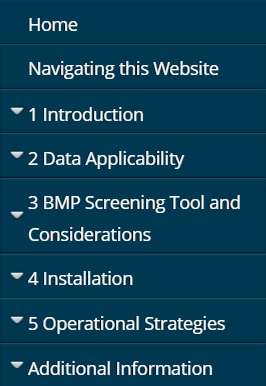 Home
Navigating this Website
1 Introduction
2 Data Applicability
3 BMP Screening Tool and
Considerations
4 Installation
5 Operational Strategies
Additional Information